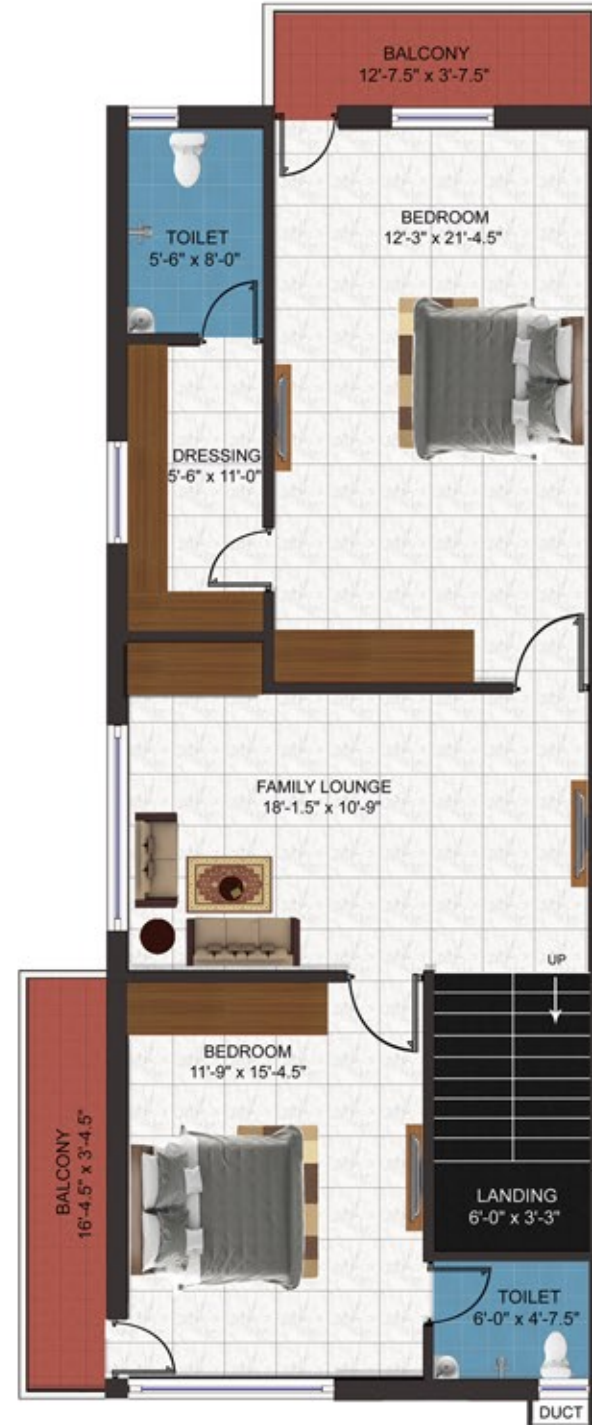 BALCONY
12'-7.5" x 3'-7.5"
BEDROOM
12'-3" x 21'-4.5"
TOILET
5'-6" x 8'-0"
DRESSING
5'-6" x 11'-0"
FAMILY LOUNGE
18'-1.5" x 10'-9"
UP
BEDROOM
11'-9" x 15'-4.5"
BALCONY
16'-4.5" x 3'-4.5"
LANDING
6'-0" x 3'-3"
TOILET
6'-0" x 4'-7.5"
DUCT